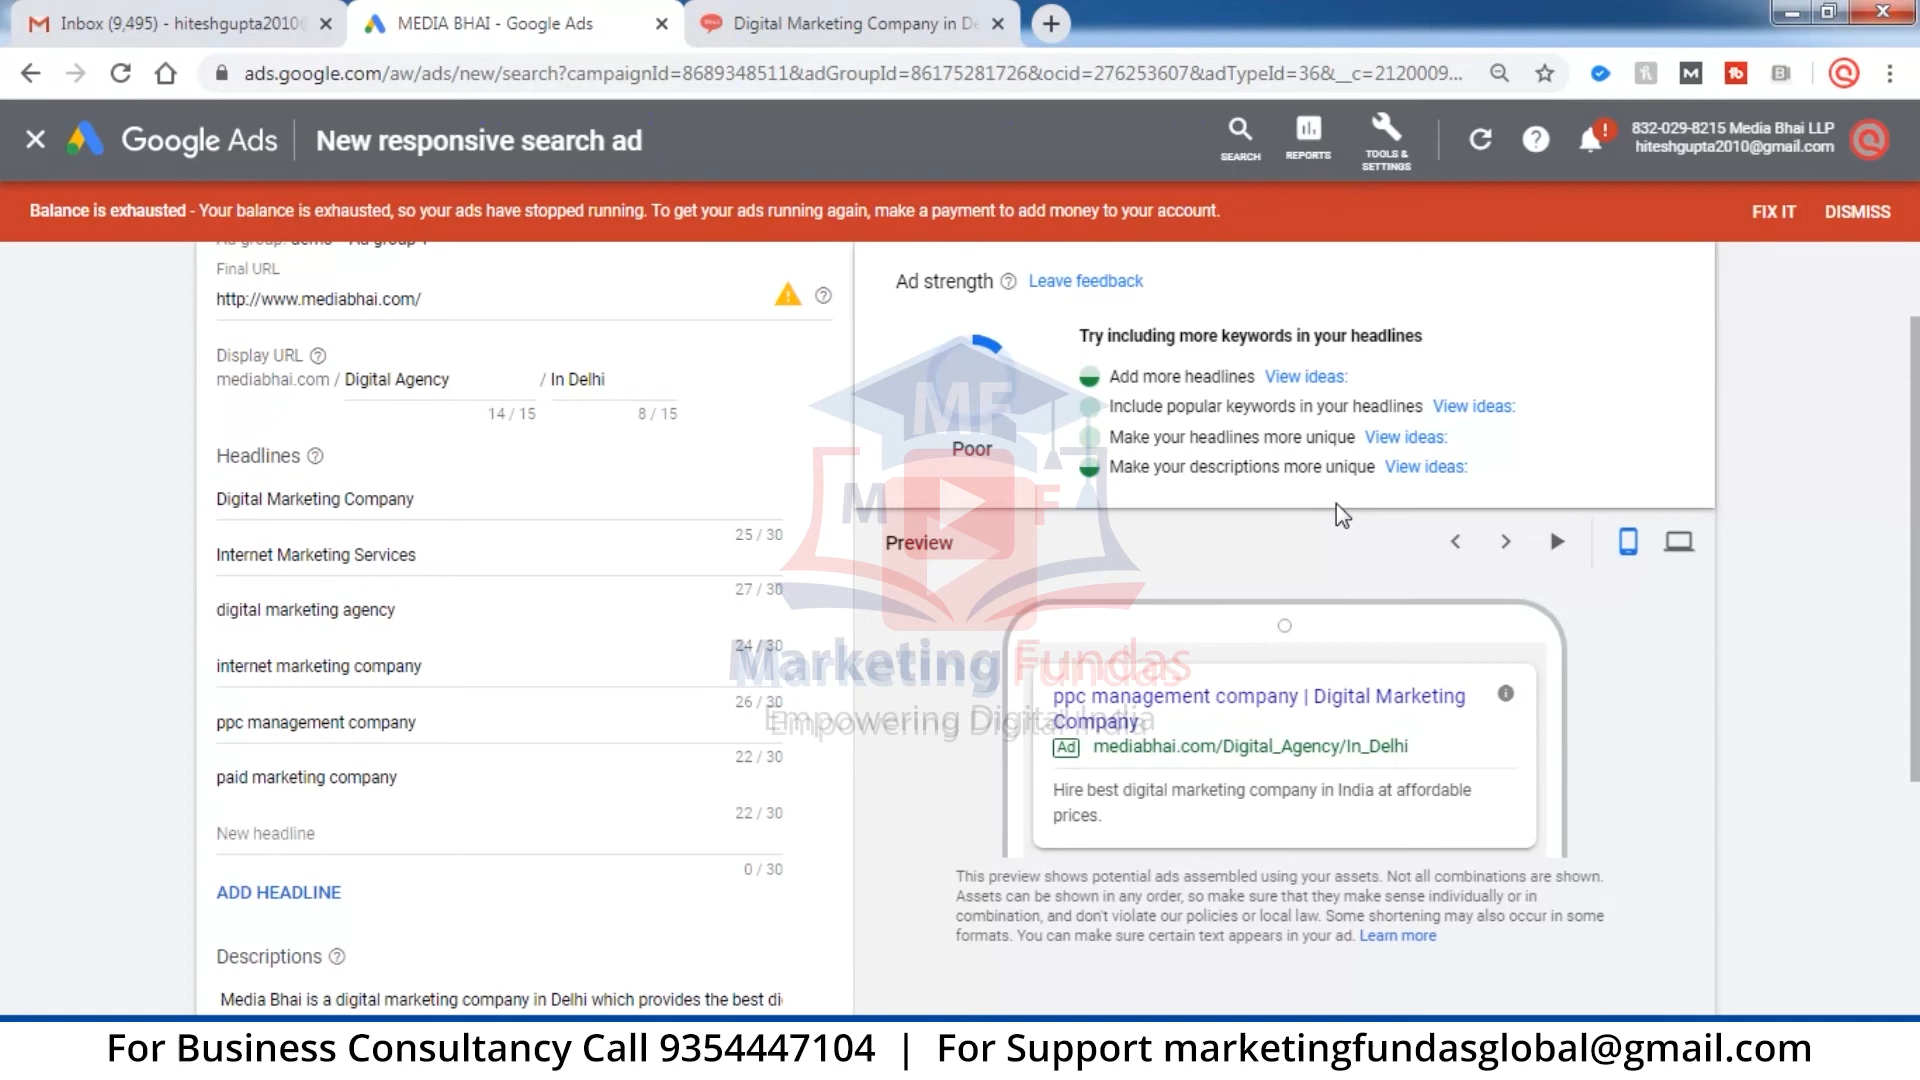 Inbox (9,495) - hiteshgupta2010
MEDIA BHAI - Google Ads
Digital Marketing Company in De
ads.google.com/aw/ads/new/search?campaignId=8689348511&adGroupId=86175281726&ocid=276253607&adTypeId=36&__c=2120009...
Google Ads
New responsive search ad
SEARCH
REPORTS
TOOLS & SETTINGS
832-029-8215 Media Bhai LLP
hiteshgupta2010@gmail.com
Balance is exhausted - Your balance is exhausted, so your ads have stopped running. To get your ads running again, make a payment to add money to your account.
FIX IT
DISMISS
Final URL
http://www.mediabhai.com/
Display URL
mediabhai.com / Digital Agency / In Delhi
14 / 15
8 / 15
Headlines
Digital Marketing Company
25 / 30
Internet Marketing Services
27 / 30
digital marketing agency
24 / 30
internet marketing company
26 / 30
ppc management company
22 / 30
paid marketing company
22 / 30
New headline
0 / 30
ADD HEADLINE
Descriptions
Media Bhai is a digital marketing company in Delhi which provides the best di
Ad strength
Leave feedback
Poor
Try including more keywords in your headlines
Add more headlines View ideas:
Include popular keywords in your headlines View ideas:
Make your headlines more unique View ideas:
Make your descriptions more unique View ideas:
Preview
ppc management company | Digital Marketing
Company
Ad mediabhai.com/Digital_Agency/In_Delhi
Hire best digital marketing company in India at affordable
prices.
This preview shows potential ads assembled using your assets. Not all combinations are shown.
Assets can be shown in any order, so make sure that they make sense individually or in
combination, and don't violate our policies or local law. Some shortening may also occur in some
formats. You can make sure certain text appears in your ad. Learn more
MF
M F
Marketing Fundas
Empowering Digital India
For Business Consultancy Call 9354447104 | For Support marketingfundasglobal@gmail.com